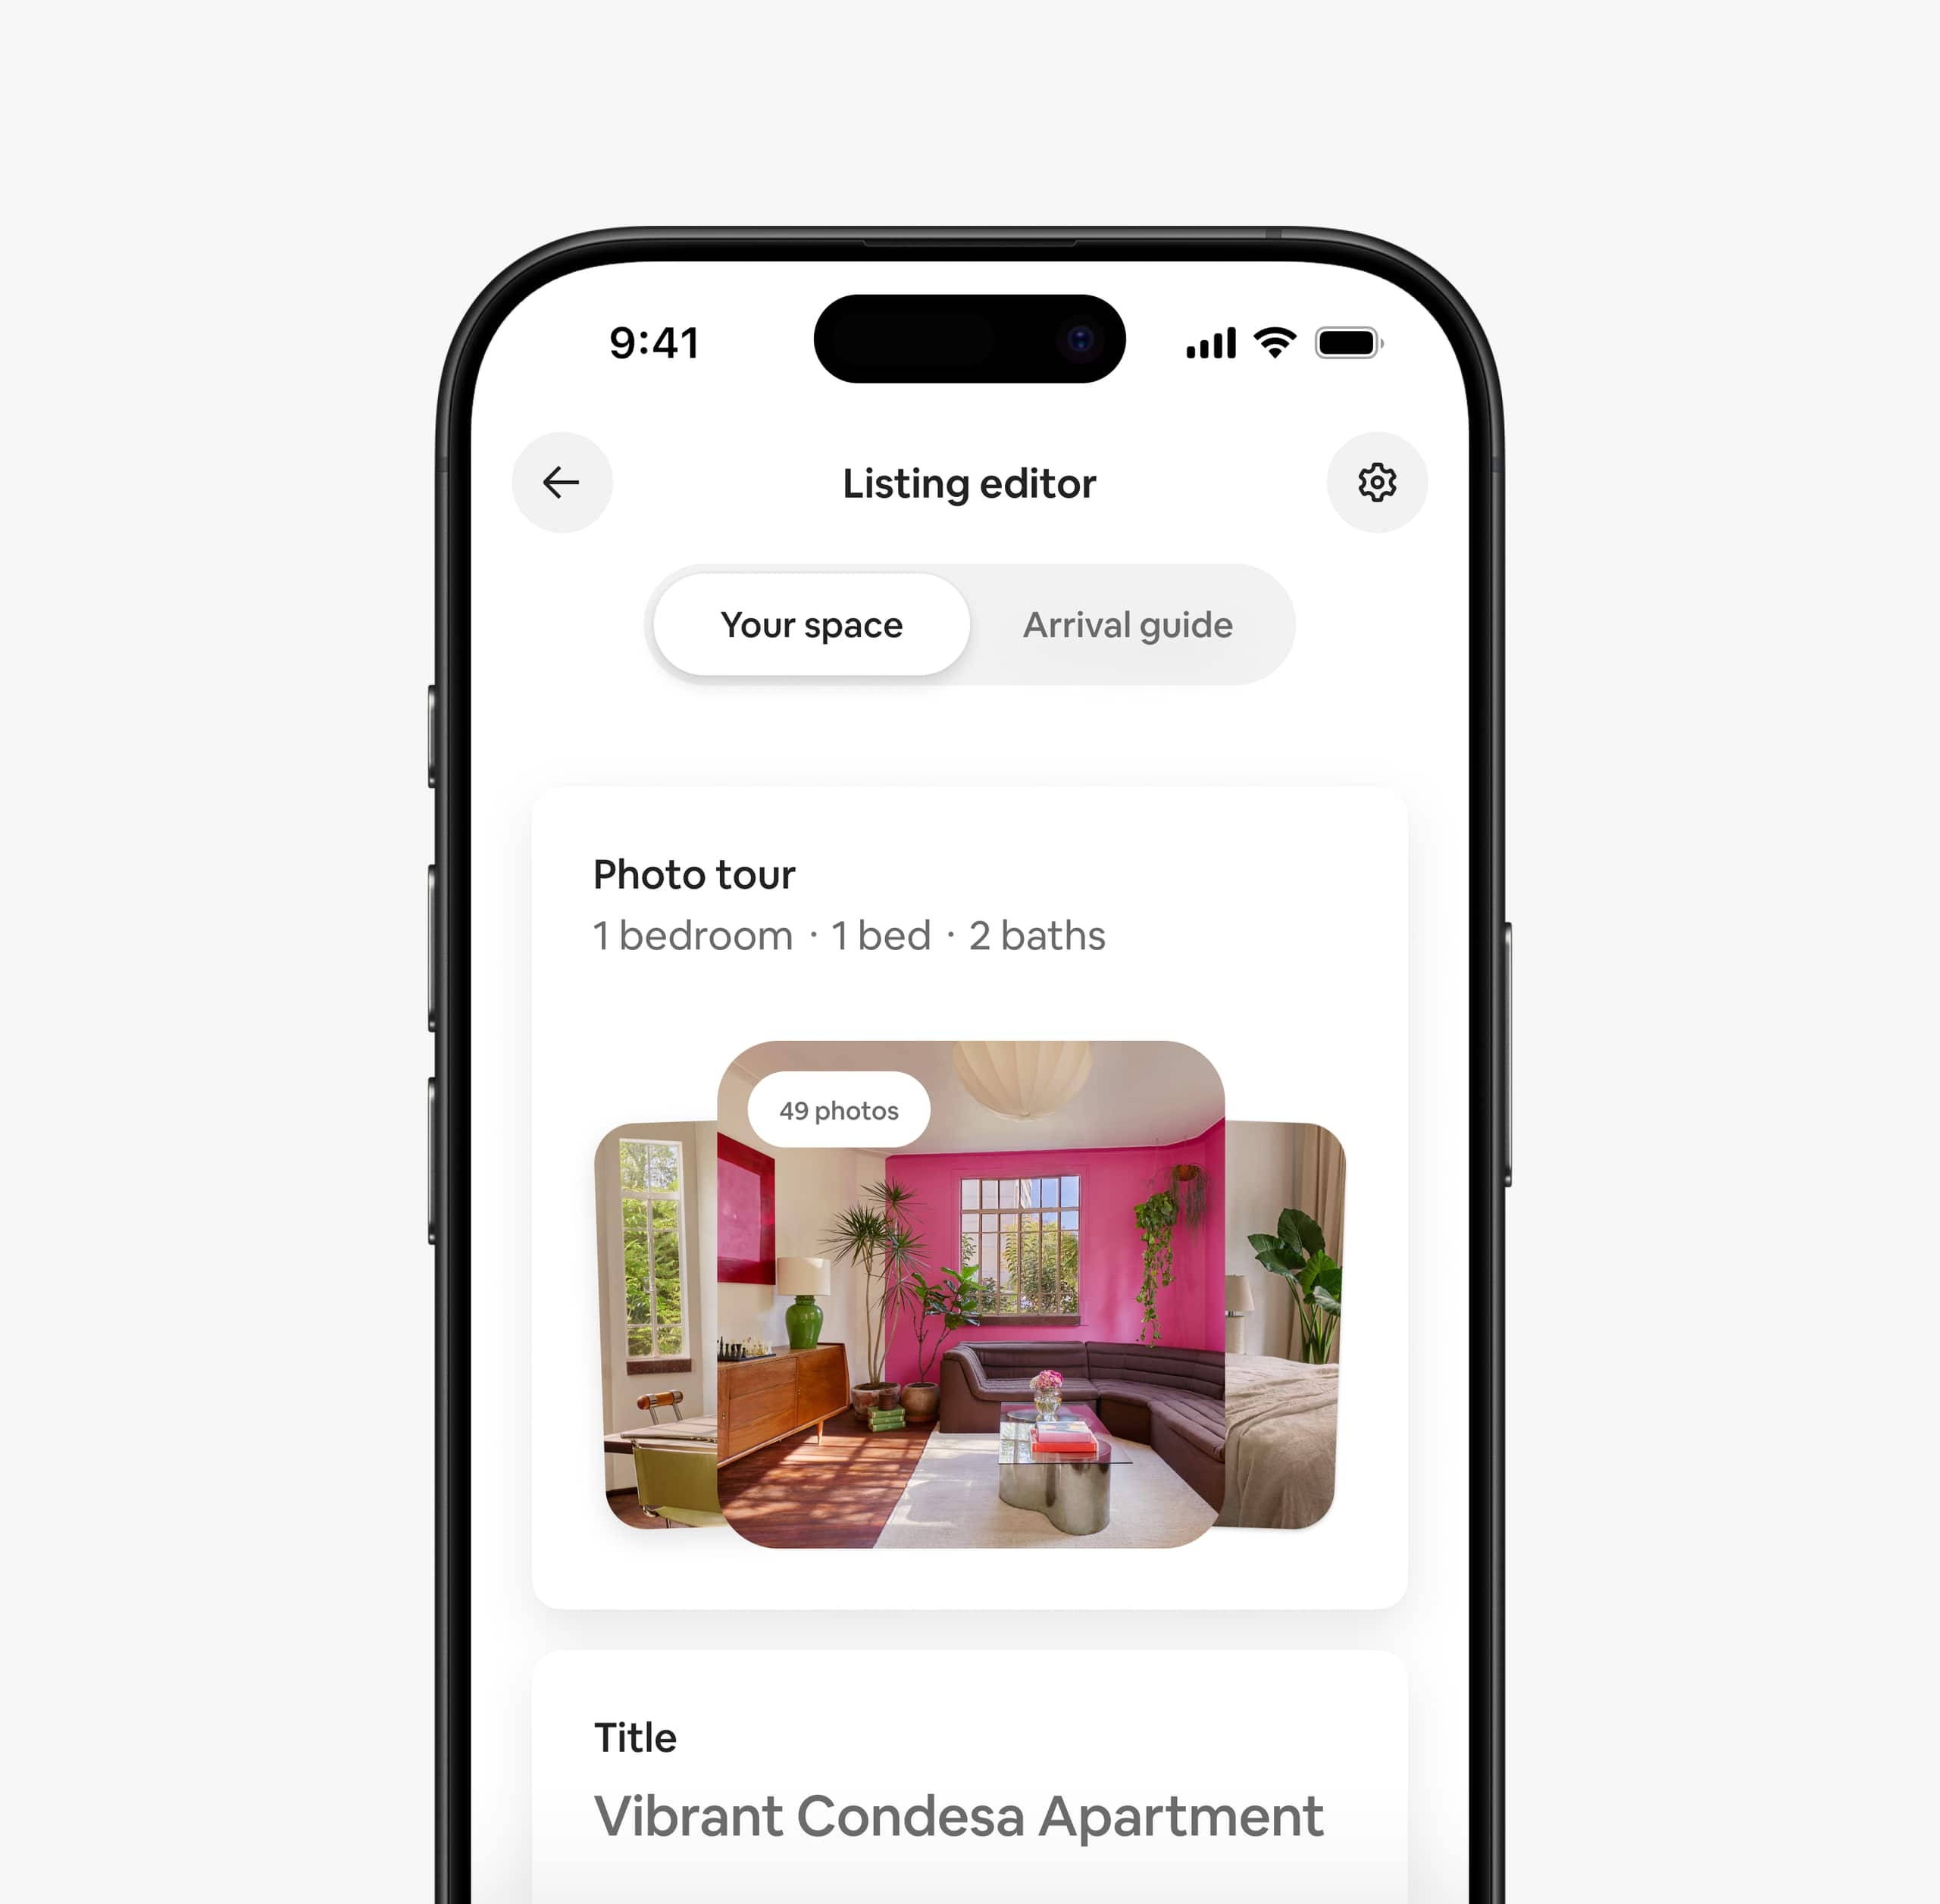 9:41
Listing editor
Your space
Arrival guide
Photo tour
1 bedroom · 1 bed · 2 baths
49 photos
Title
Vibrant Condesa Apartment